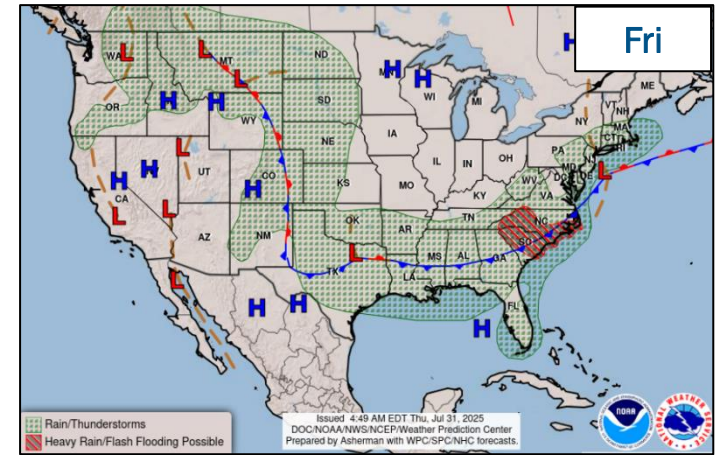 Fri
H
WA
L
L
MT
ND
ME
MN
H
H
WI
MI
VT
NH
NY
MA
CT
RI
OR
H
H
L
WY
SD
IA
NE
PA
NJ
MD
DE
DC
L
IL
IN
OH
WV
VA
H
CA
H
L
UT
CO
H
KS
MO
KY
NC
L
L
AZ
NM
OK
AR
TN
SC
L
TX
L
MS
AL
GA
LA
H
H
H
FL
Rain/Thunderstorms
Heavy Rain/Flash Flooding Possible
Issued 4:49 AM EDT Thu, Jul 31, 2025
DOC/NOAA/NWS/NCEP/Weather Prediction Center
Prepared by Asherman with WPC/SPC/NHC forecasts.
NOAA